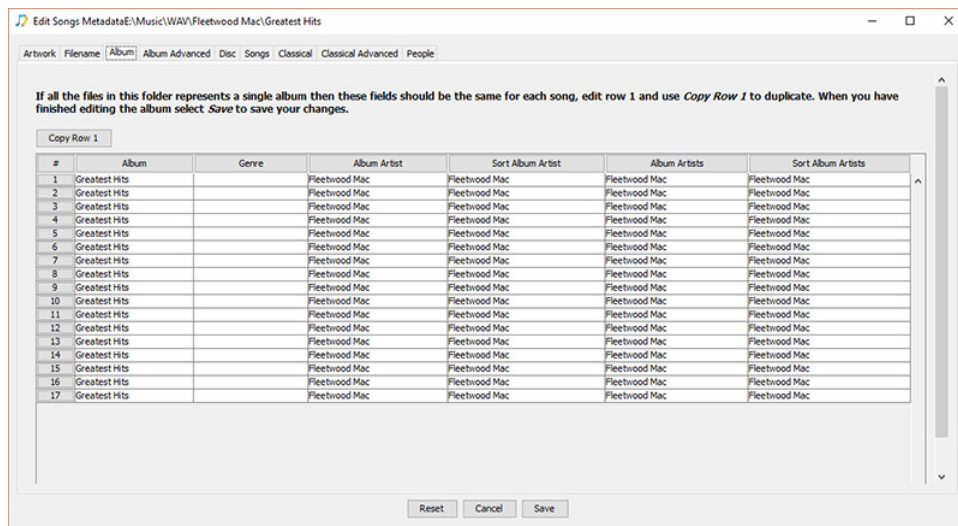 Edit Songs MetadataE:\Music\WAV\Fleetwood Mac\Greatest Hits
Artwork Filename Album Album Advanced Disc Songs Classical Classical Advanced People
If all the files in this folder represents a single album then these fields should be the same for each song, edit row 1 and use Copy Row 1 to duplicate. When you have
finished editing the album select Save to save your changes.
Copy Row 1
# Album Genre Album Artist Sort Album Artist Album Artists Sort Album Artists
1 Greatest Hits Fleetwood Mac Fleetwood Mac Fleetwood Mac Fleetwood Mac
2 Greatest Hits Fleetwood Mac Fleetwood Mac Fleetwood Mac Fleetwood Mac
3 Greatest Hits Fleetwood Mac Fleetwood Mac Fleetwood Mac Fleetwood Mac
4 Greatest Hits Fleetwood Mac Fleetwood Mac Fleetwood Mac Fleetwood Mac
5 Greatest Hits Fleetwood Mac Fleetwood Mac Fleetwood Mac Fleetwood Mac
6 Greatest Hits Fleetwood Mac Fleetwood Mac Fleetwood Mac Fleetwood Mac
7 Greatest Hits Fleetwood Mac Fleetwood Mac Fleetwood Mac Fleetwood Mac
8 Greatest Hits Fleetwood Mac Fleetwood Mac Fleetwood Mac Fleetwood Mac
9 Greatest Hits Fleetwood Mac Fleetwood Mac Fleetwood Mac Fleetwood Mac
10 Greatest Hits Fleetwood Mac Fleetwood Mac Fleetwood Mac Fleetwood Mac
11 Greatest Hits Fleetwood Mac Fleetwood Mac Fleetwood Mac Fleetwood Mac
12 Greatest Hits Fleetwood Mac Fleetwood Mac Fleetwood Mac Fleetwood Mac
13 Greatest Hits Fleetwood Mac Fleetwood Mac Fleetwood Mac Fleetwood Mac
14 Greatest Hits Fleetwood Mac Fleetwood Mac Fleetwood Mac Fleetwood Mac
15 Greatest Hits Fleetwood Mac Fleetwood Mac Fleetwood Mac Fleetwood Mac
16 Greatest Hits Fleetwood Mac Fleetwood Mac Fleetwood Mac Fleetwood Mac
17 Greatest Hits Fleetwood Mac Fleetwood Mac Fleetwood Mac Fleetwood Mac
Reset Cancel Save